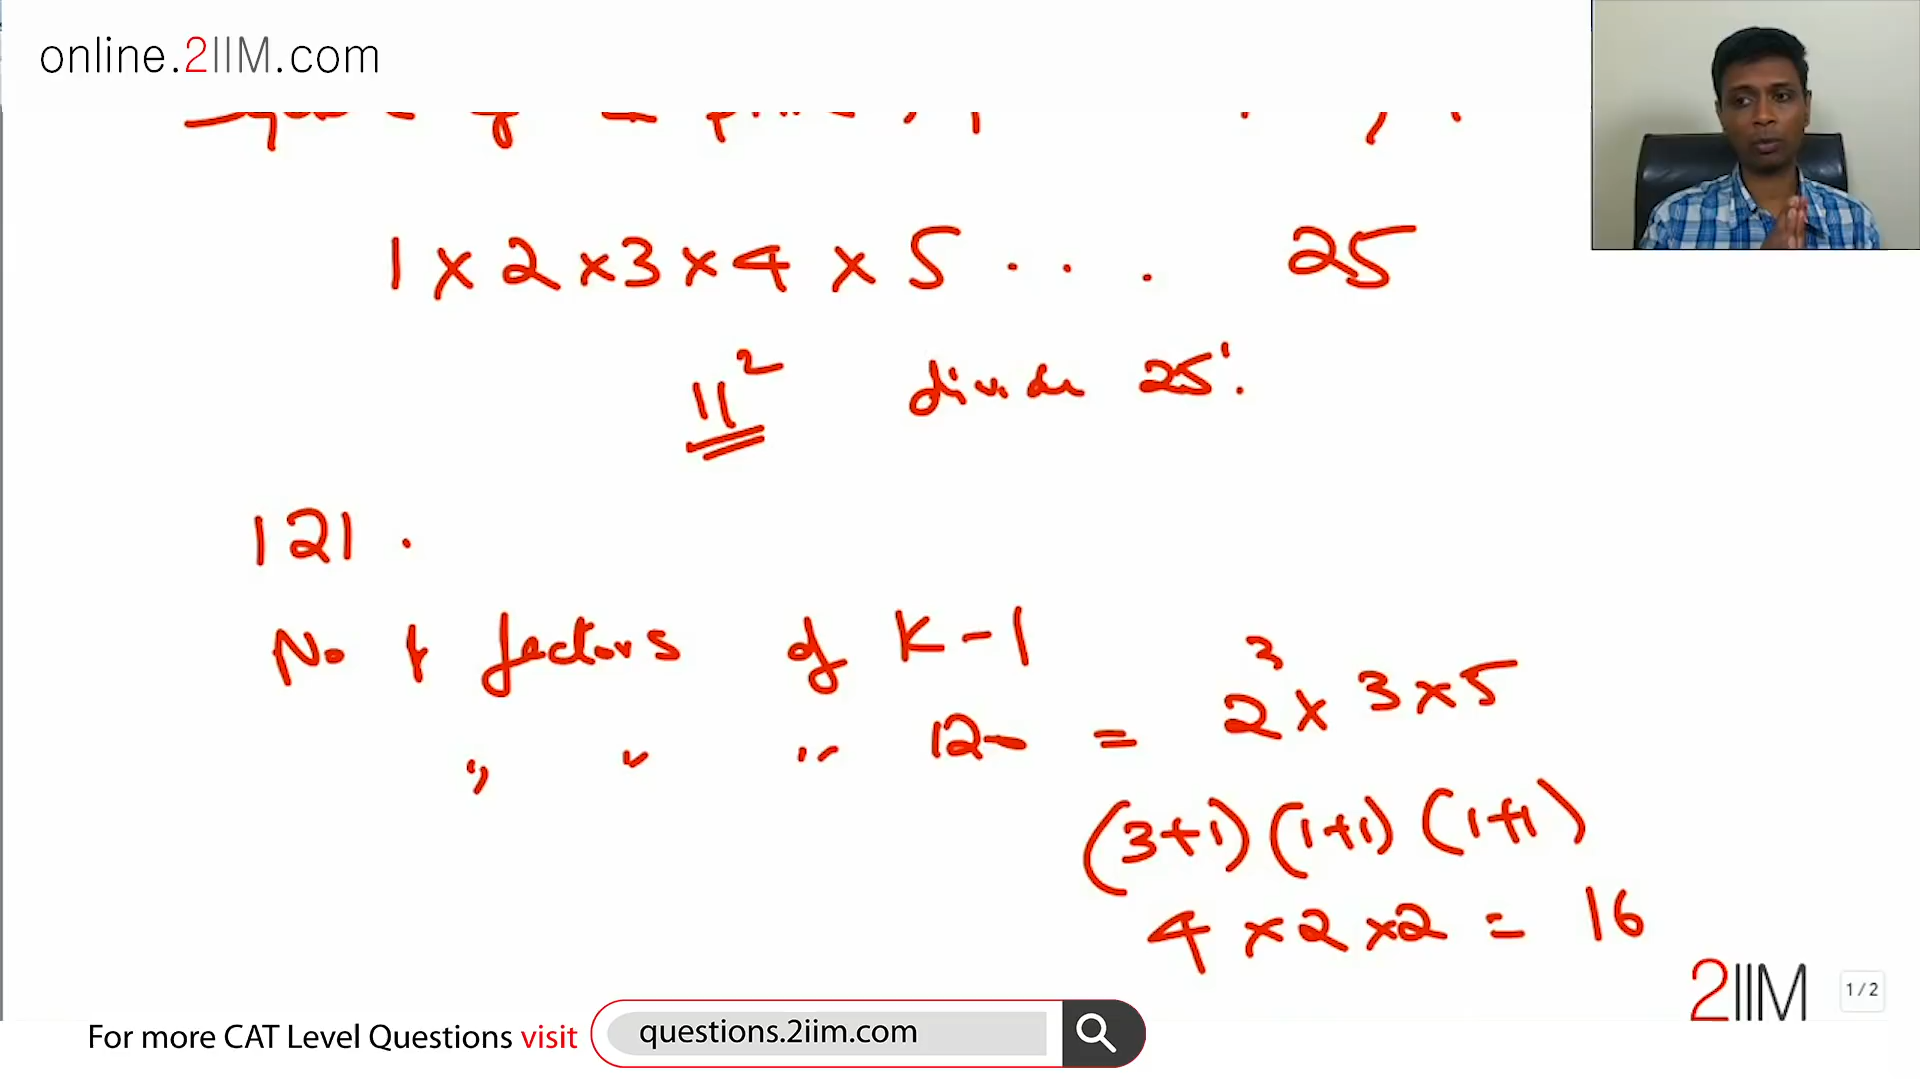 online.2IIM.com
1 x 2 x 3 x 4 x 5 . . . 25
11² divide 25!
121 .
No of factors of K-1
" " " 120 = 2³ x 3 x 5
(3+1) (1+1) (1+1)
4 x 2 x 2 = 16
2IIM 1/2
For more CAT Level Questions visit questions.2iim.com